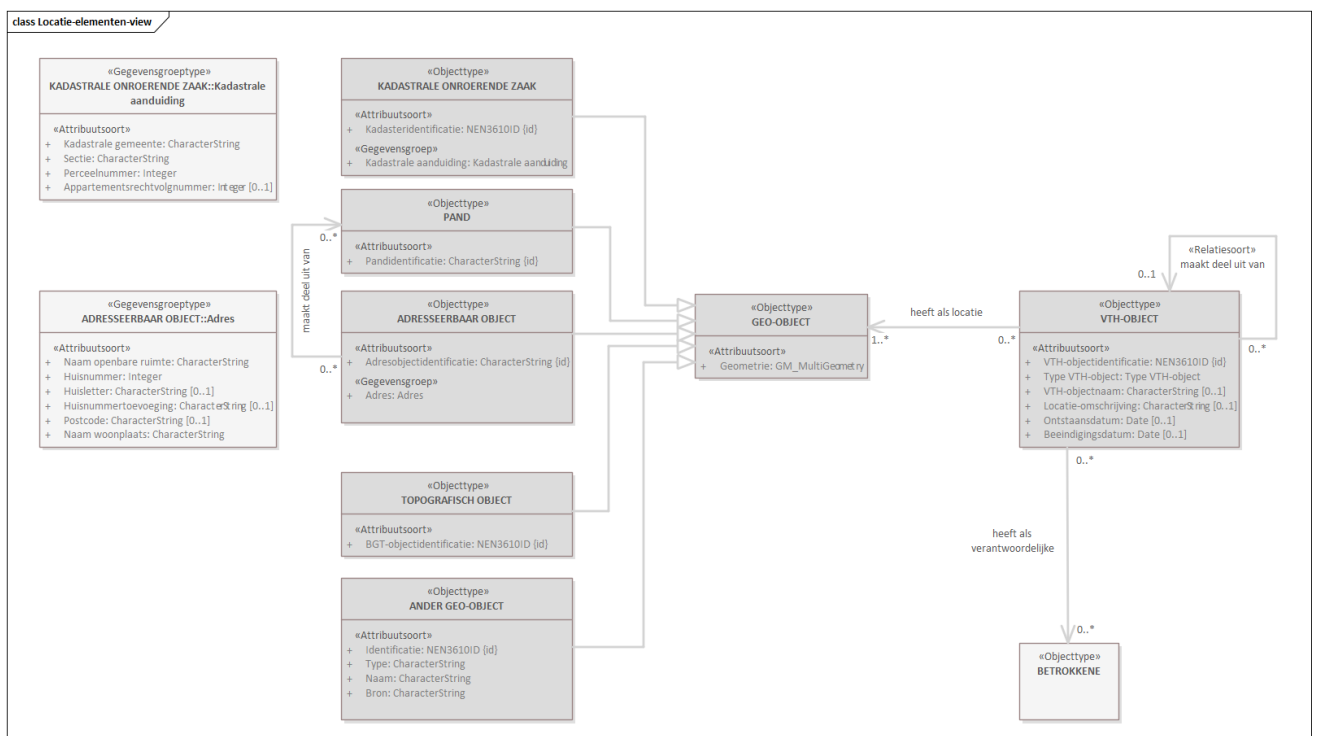 class Locatie-elementen-view
«Gegevensgroeptype»
KADASTRALE ONROERENDE ZAAK::Kadastrale
aanduiding
«Attribuutsoort»
+ Kadastrale gemeente: CharacterString
+ Sectie: CharacterString
+ Perceelnummer: Integer
+ Appartementsrechtvolgnummer: Integer [0..1]
«Objecttype»
KADASTRALE ONROERENDE ZAAK
«Attribuutsoort»
+ Kadasteridentificatie: NEN3610ID {id}
«Gegevensgroep»
+ Kadastrale aanduiding: Kadastrale aanduiding
«Objecttype»
PAND
«Attribuutsoort»
+ Pandidentificatie: CharacterString {id}
0..*
maakt deel uit van
0..*
«Gegevensgroeptype»
ADRESSEERBAAR OBJECT::Adres
«Attribuutsoort»
+ Naam openbare ruimte: CharacterString
+ Huisnummer: Integer
+ Huisletter: CharacterString [0..1]
+ Huisnummertoevoeging: CharacterString [0..1]
+ Postcode: CharacterString [0..1]
+ Naam woonplaats: CharacterString
«Objecttype»
ADRESSEERBAAR OBJECT
«Attribuutsoort»
+ Adresobjectidentificatie: CharacterString {id}
«Gegevensgroep»
+ Adres: Adres
«Objecttype»
TOPOGRAFISCH OBJECT
«Attribuutsoort»
+ BGT-objectidentificatie: NEN3610ID {id}
«Objecttype»
ANDER GEO-OBJECT
«Attribuutsoort»
+ Identificatie: NEN3610ID {id}
+ Type: CharacterString
+ Naam: CharacterString
+ Bron: CharacterString
«Objecttype»
GEO-OBJECT
«Attribuutsoort»
+ Geometrie: GM_MultiGeometry
heeft als locatie
1..*
0..*
«Relatiesoort»
maakt deel uit van
0..1
0..*
«Objecttype»
VTH-OBJECT
«Attribuutsoort»
+ VTH-objectidentificatie: NEN3610ID {id}
+ Type VTH-object: Type VTH-object
+ VTH-objectnaam: CharacterString [0..1]
+ Locatie-omschrijving: CharacterString [0..1]
+ Ontstaansdatum: Date [0..1]
+ Beeindigingsdatum: Date [0..1]
0..*
heeft als
verantwoordelijke
0..*
«Objecttype»
BETROKKENE